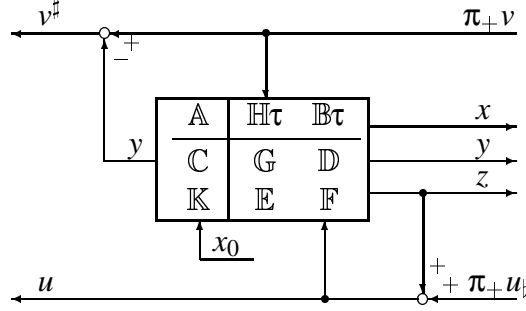 v♯ π₊v
+
−
𝔸 ℍτ 𝔹τ
x
y ℂ 𝔾 𝔻 y
z
𝕂 𝔼 𝔽
x₀
+
+
u π₊u♭